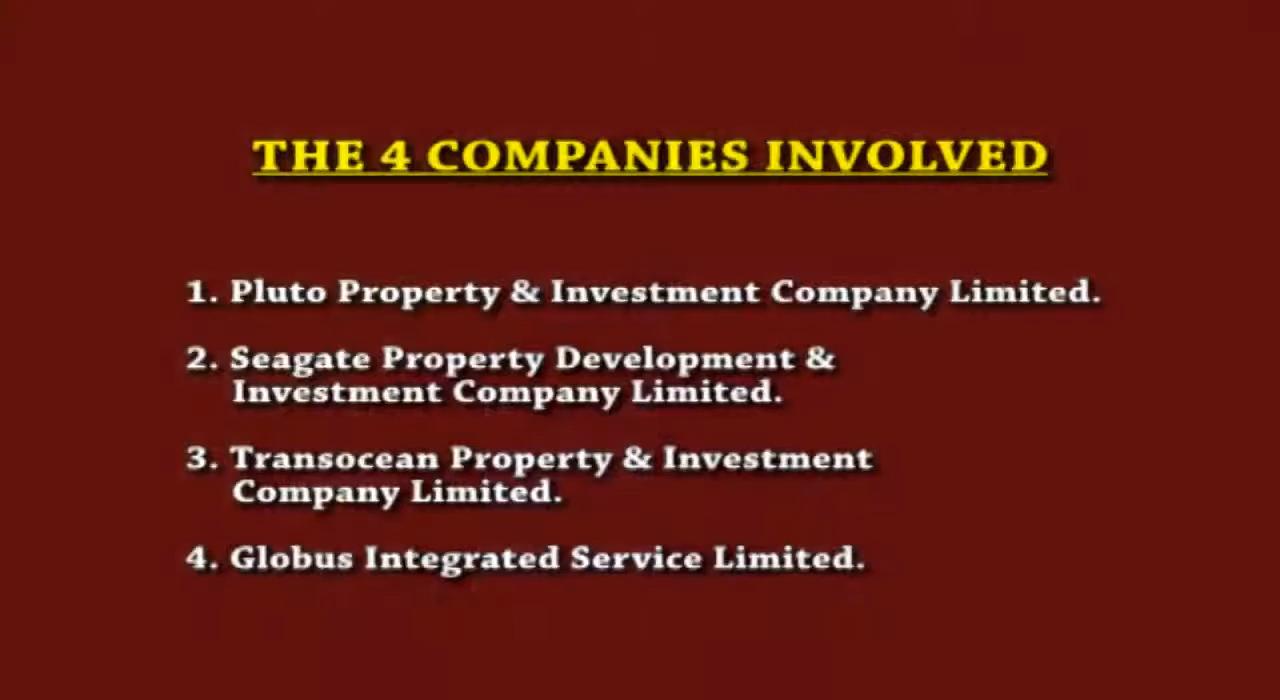 THE 4 COMPANIES INVOLVED
1. Pluto Property & Investment Company Limited.
2. Seagate Property Development &
Investment Company Limited.
3. Transocean Property & Investment
Company Limited.
4. Globus Integrated Service Limited.